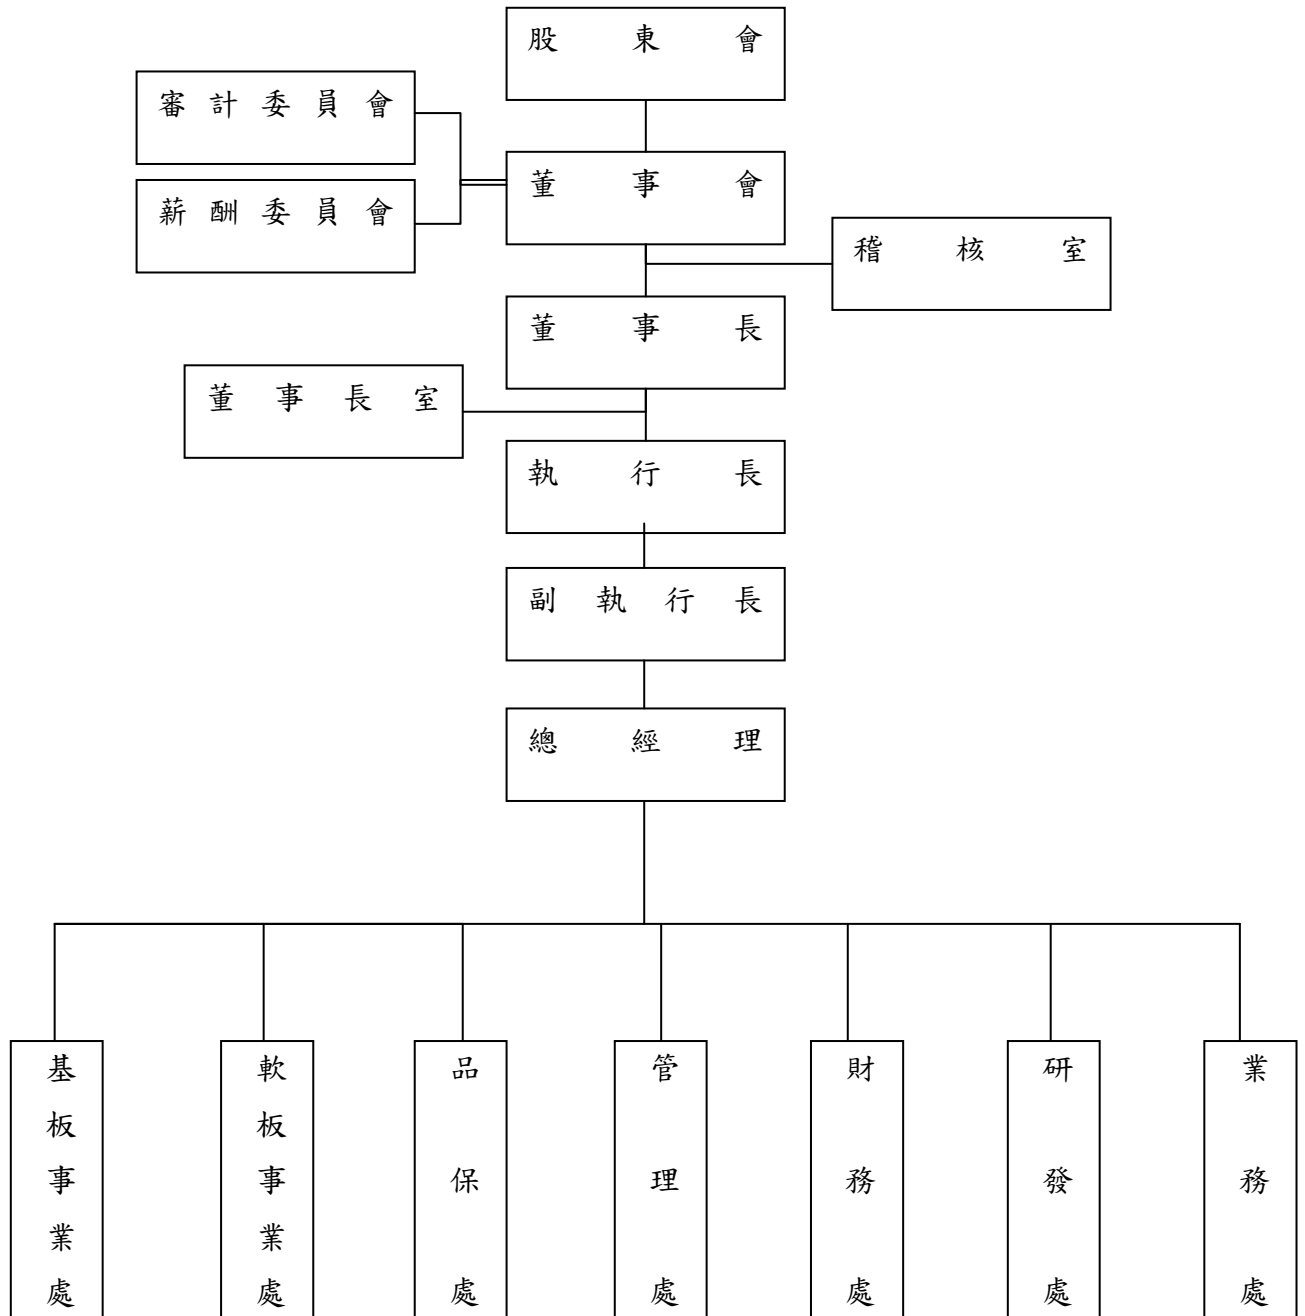 股東會
審計委員會
董事會
薪酬委員會
稽核室
董事長
董事長室
執行長
副執行長
總經理
基板事業處
軟板事業處
品保處
管理處
財務處
研發處
業務處